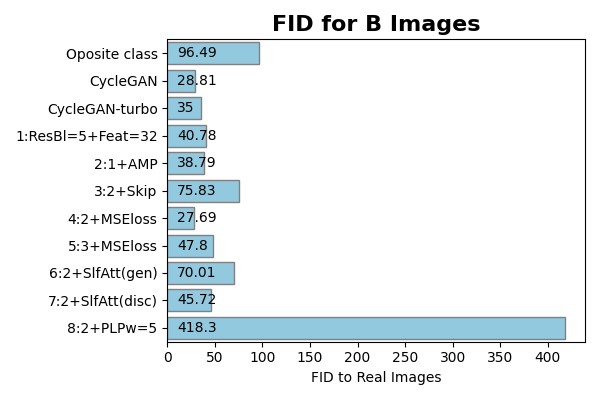 FID for B Images
Oposite class 96.49
CycleGAN 28.81
CycleGAN-turbo 35
1:ResBl=5+Feat=32 40.78
2:1+AMP 38.79
3:2+Skip 75.83
4:2+MSEloss 27.69
5:3+MSEloss 47.8
6:2+SlfAtt(gen) 70.01
7:2+SlfAtt(disc) 45.72
8:2+PLPw=5 418.3
0 50 100 150 200 250 300 350 400
FID to Real Images